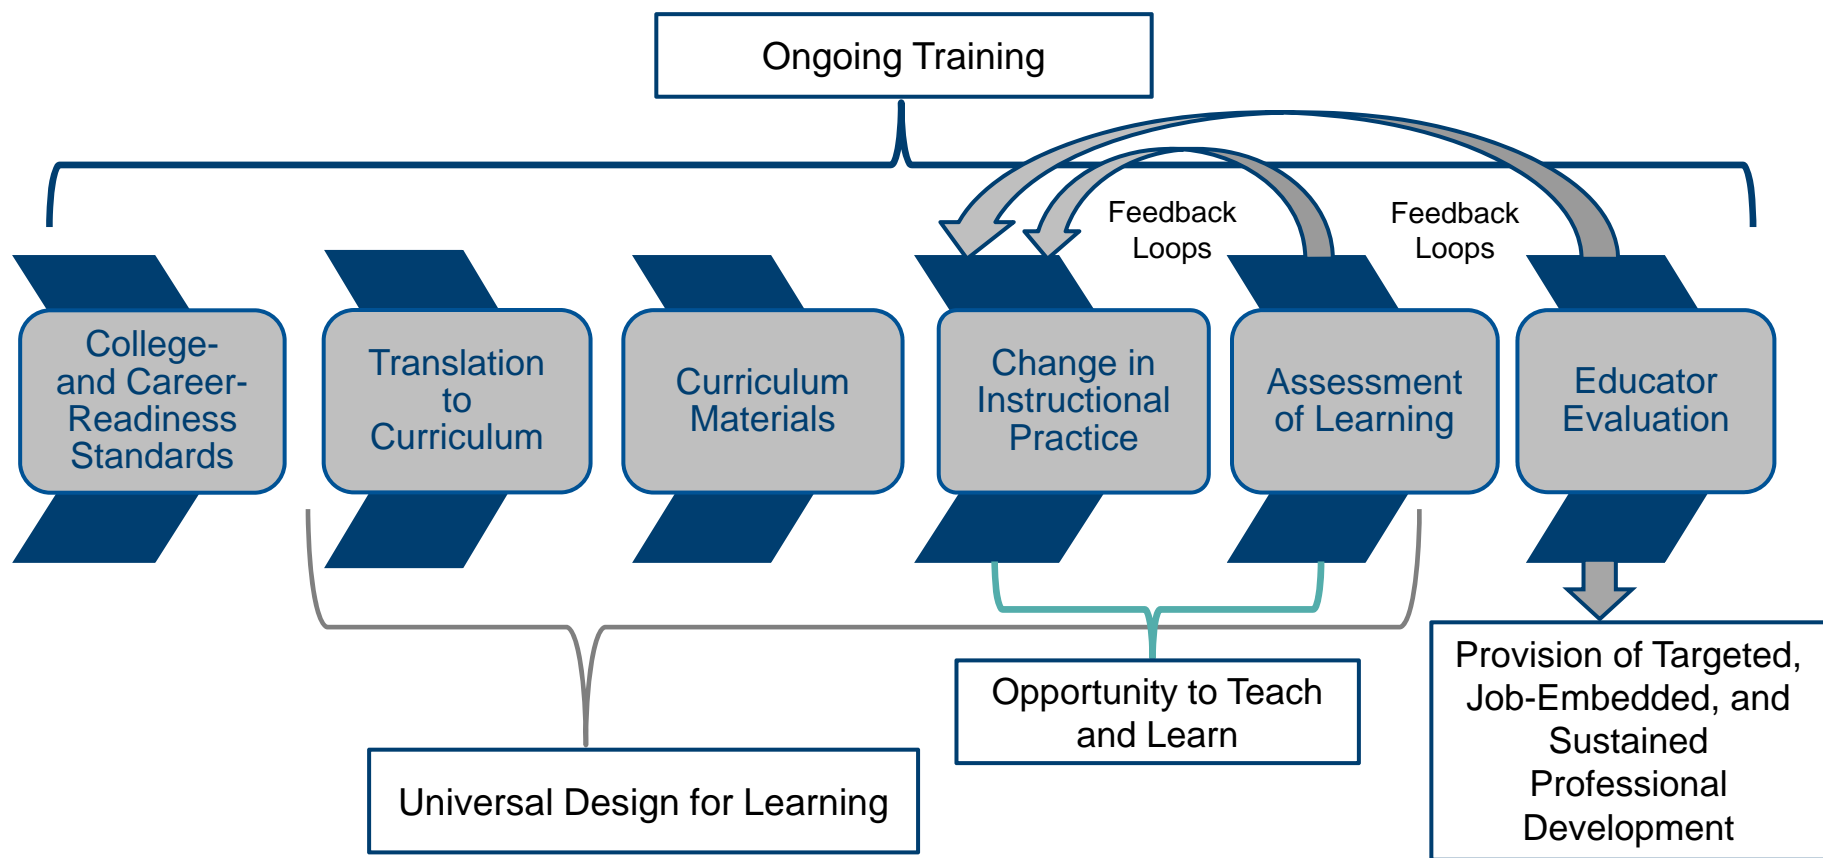 Ongoing Training
Feedback
Loops
Feedback
Loops
College-
and Career-
Readiness
Standards
Translation
to
Curriculum
Curriculum
Materials
Change in
Instructional
Practice
Assessment
of Learning
Educator
Evaluation
Universal Design for Learning
Opportunity to Teach
and Learn
Provision of Targeted,
Job-Embedded, and
Sustained
Professional
Development